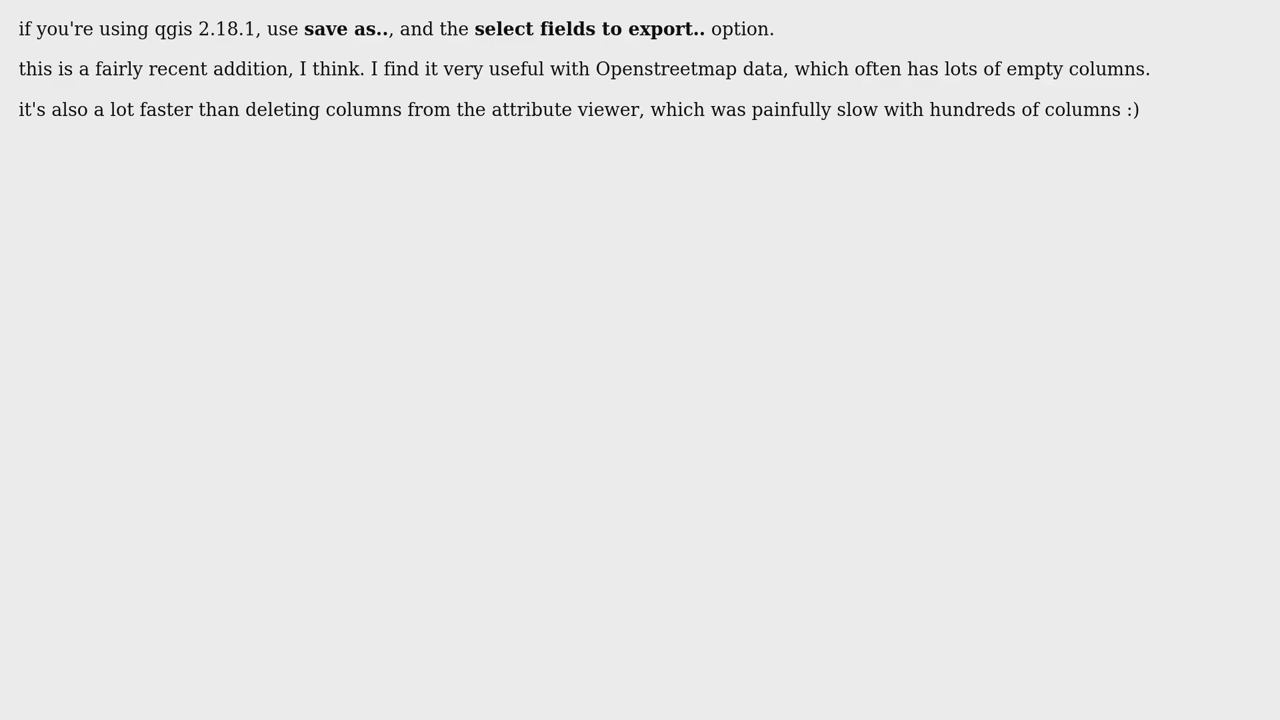 if you're using qgis 2.18.1, use save as.., and the select fields to export.. option.
this is a fairly recent addition, I think. I find it very useful with Openstreetmap data, which often has lots of empty columns.
it's also a lot faster than deleting columns from the attribute viewer, which was painfully slow with hundreds of columns :)